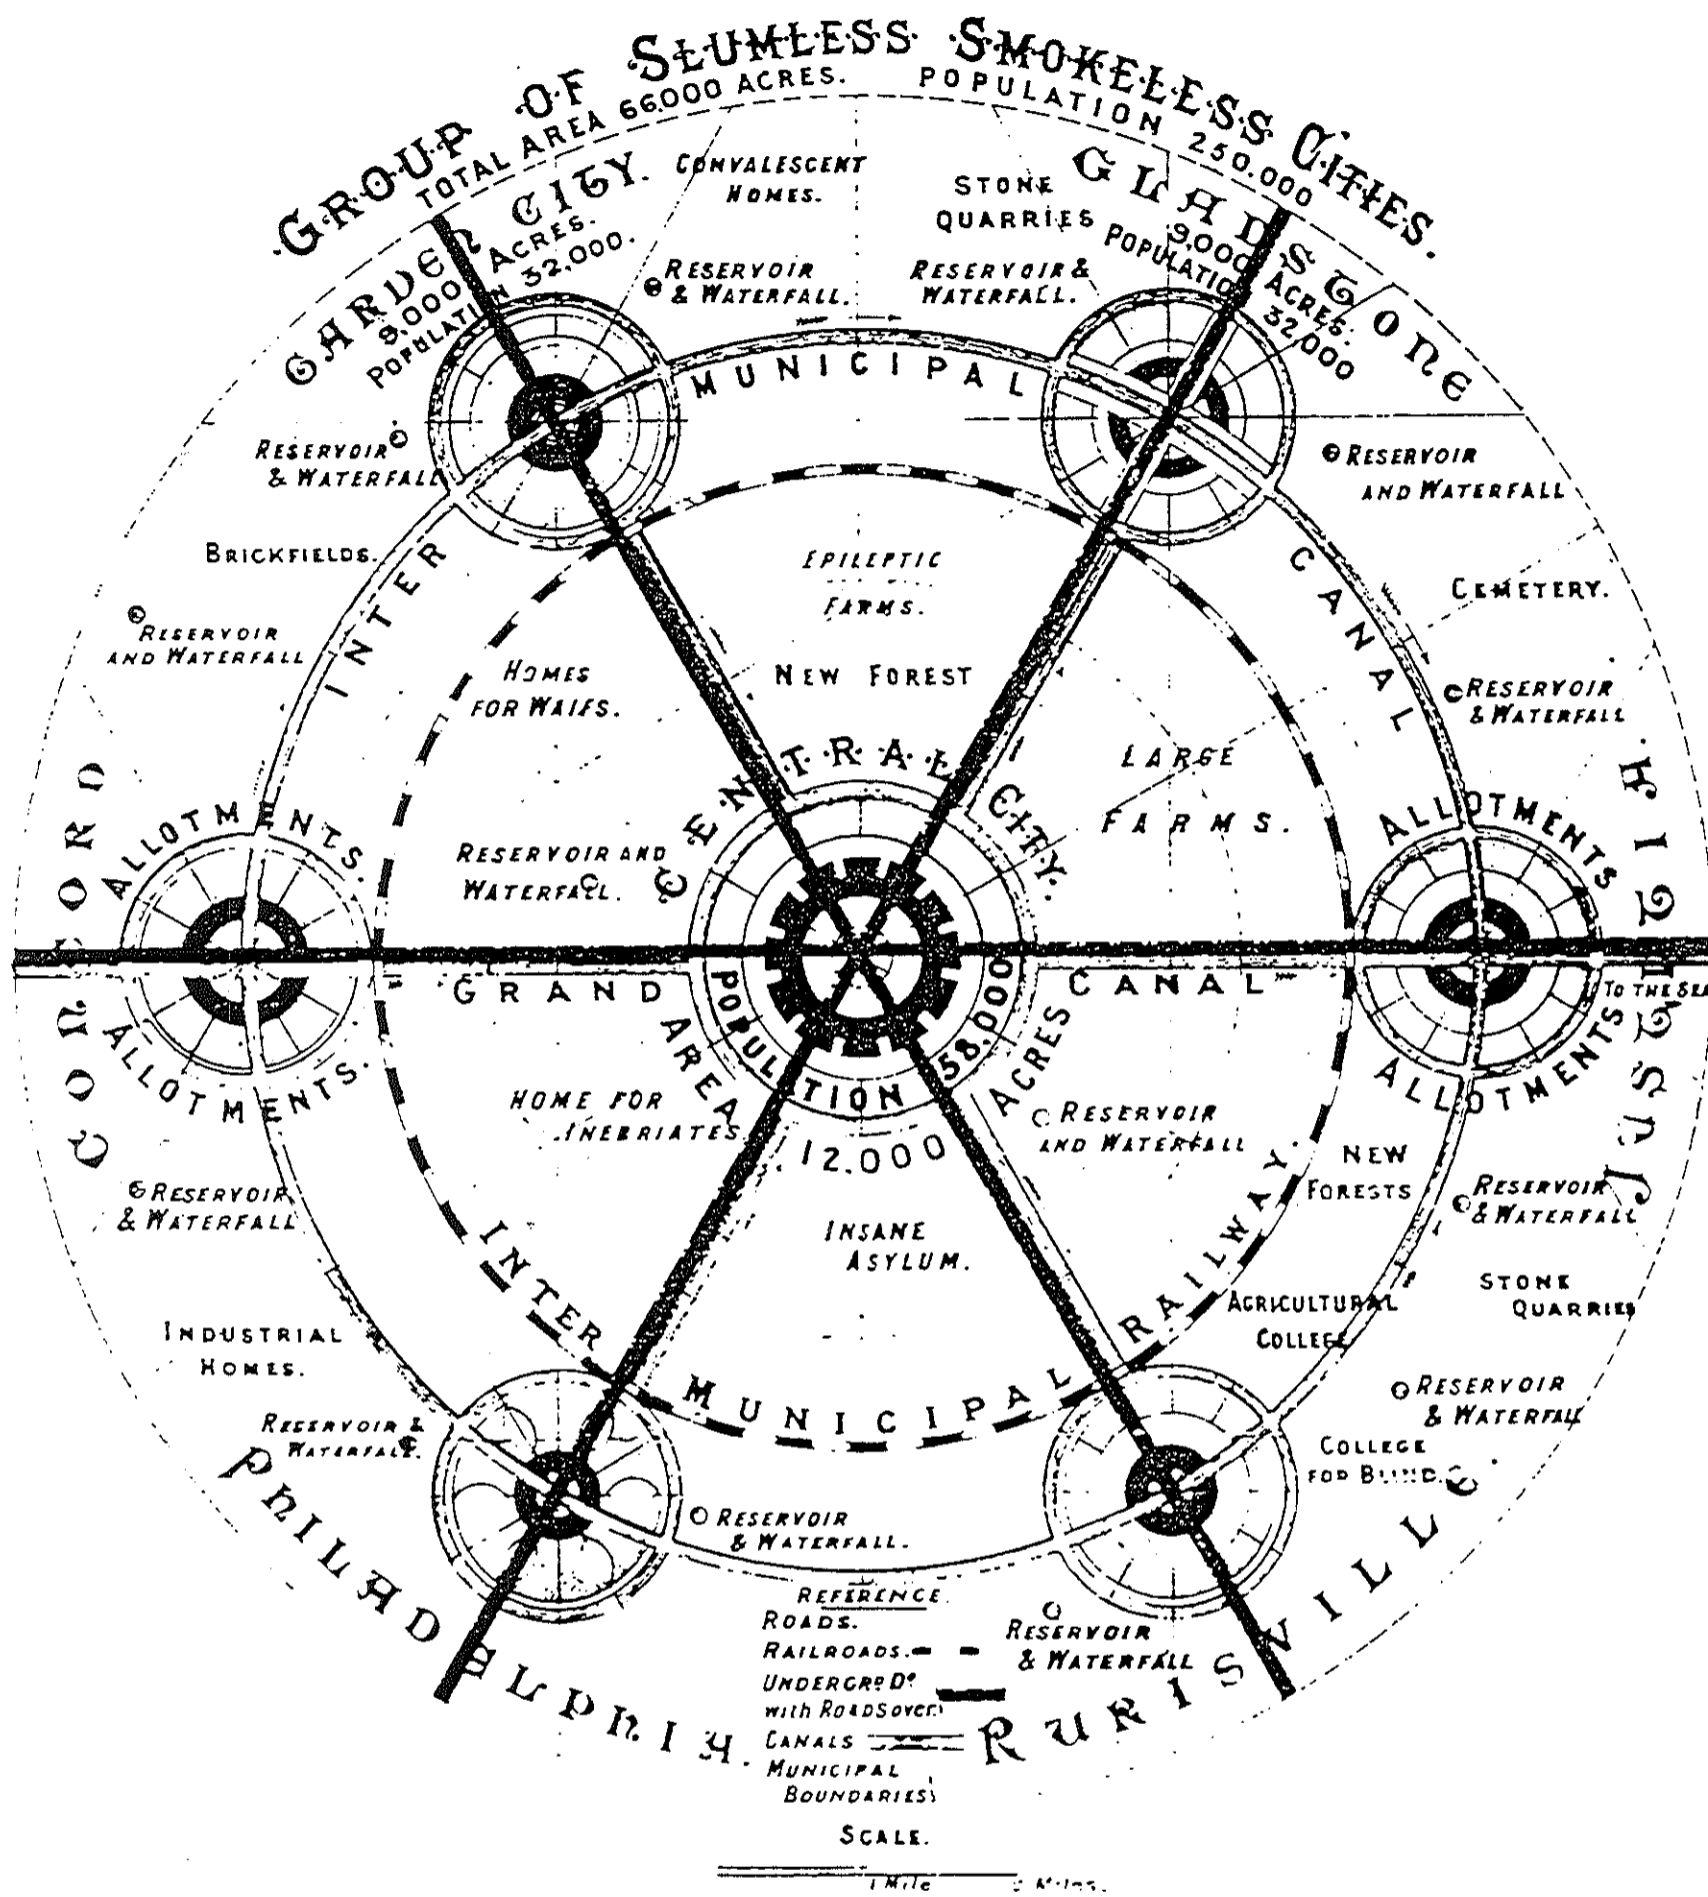 GROUP OF SLUMLESS SMOKELESS CITIES.
TOTAL AREA 66000 ACRES. POPULATION 250.000
GARDEN CITY.
9,000 ACRES.
POPULATION 32,000.
CONVALESCENT
HOMES.
STONE
QUARRIES
GLADSTONE
9,000 ACRES.
POPULATION 32,000
RESERVOIR
& WATERFALL.
RESERVOIR &
WATERFALL.
INTER MUNICIPAL CANAL
RESERVOIR
& WATERFALL
RESERVOIR
AND WATERFALL
BRICKFIELDS.
EPILEPTIC
FARMS.
CEMETERY.
RESERVOIR
AND WATERFALL
HOMES
FOR WAIFS.
NEW FOREST
RESERVOIR
& WATERFALL
CENTRAL CITY.
LARGE
FARMS.
CONCORD
ALLOTMENTS.
RESERVOIR AND
WATERFALL.
ALLOTMENTS
GRAND CANAL
TO THE SEA
POPULATION 58,000
AREA 12.000 ACRES
ALLOTMENTS.
ALLOTMENTS
HOME FOR
INEBRIATES.
RESERVOIR
AND WATERFALL
NEW
FORESTS
RESERVOIR
& WATERFALL
RESERVOIR
& WATERFALL
INSANE
ASYLUM.
STONE
QUARRIES
INTER MUNICIPAL RAILWAY.
AGRICULTURAL
COLLEGE
INDUSTRIAL
HOMES.
RESERVOIR
& WATERFALL
RESERVOIR &
WATERFALL.
COLLEGE
FOR BLIND.
RESERVOIR
& WATERFALL.
PHILADELPHIA.
RURISVILLE.
REFERENCE.
ROADS.
RAILROADS.
UNDERGRD Do
with ROADS over.
CANALS
MUNICIPAL
BOUNDARIES
RESERVOIR
& WATERFALL
SCALE.
1 Mile
Miles.